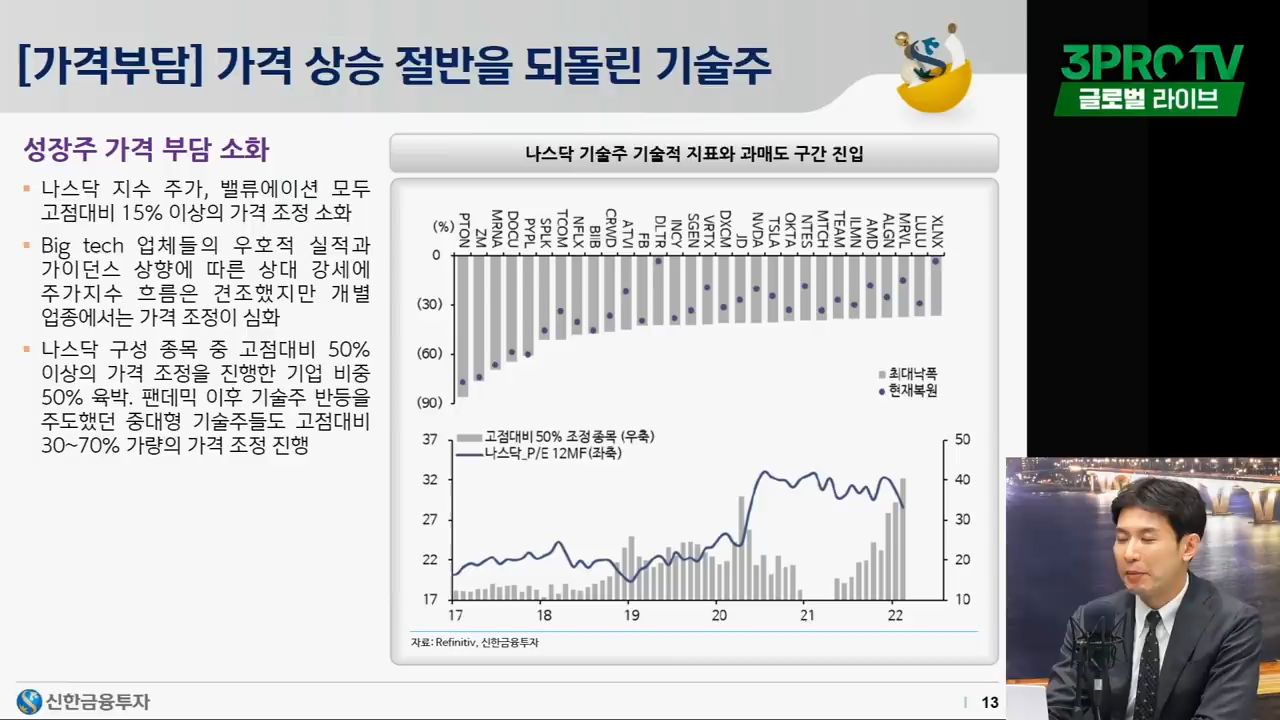 [가격부담] 가격 상승 절반을 되돌린 기술주
3PRO TV
글로벌 라이브
성장주 가격 부담 소화
▪ 나스닥 지수 주가, 밸류에이션 모두
고점대비 15% 이상의 가격 조정 소화
▪ Big tech 업체들의 우호적 실적과
가이던스 상향에 따른 상대 강세에
주가지수 흐름은 견조했지만 개별
업종에서는 가격 조정이 심화
▪ 나스닥 구성 종목 중 고점대비 50%
이상의 가격 조정을 진행한 기업 비중
50% 육박. 팬데믹 이후 기술주 반등을
주도했던 중대형 기술주들도 고점대비
30~70% 가량의 가격 조정 진행
나스닥 기술주 기술적 지표와 과매도 구간 진입
(%) PTON ZM MRNA DOCU PYPL SPLK TCOM NFLX BIIB CRWD ATVI FB DLTR INCY SGEN VRTX DXCM JD NVDA TSLA OKTA NTES MTCH TEAM ILMN AMD ALGN MRVL LULU XLNX
0
(30)
(60)
(90)
최대낙폭
현재복원
37 50
고점대비 50% 조정 종목 (우축)
나스닥_P/E 12MF(좌축)
32 40
27 30
22 20
17 10
17 18 19 20 21 22
자료: Refinitiv, 신한금융투자
신한금융투자
13